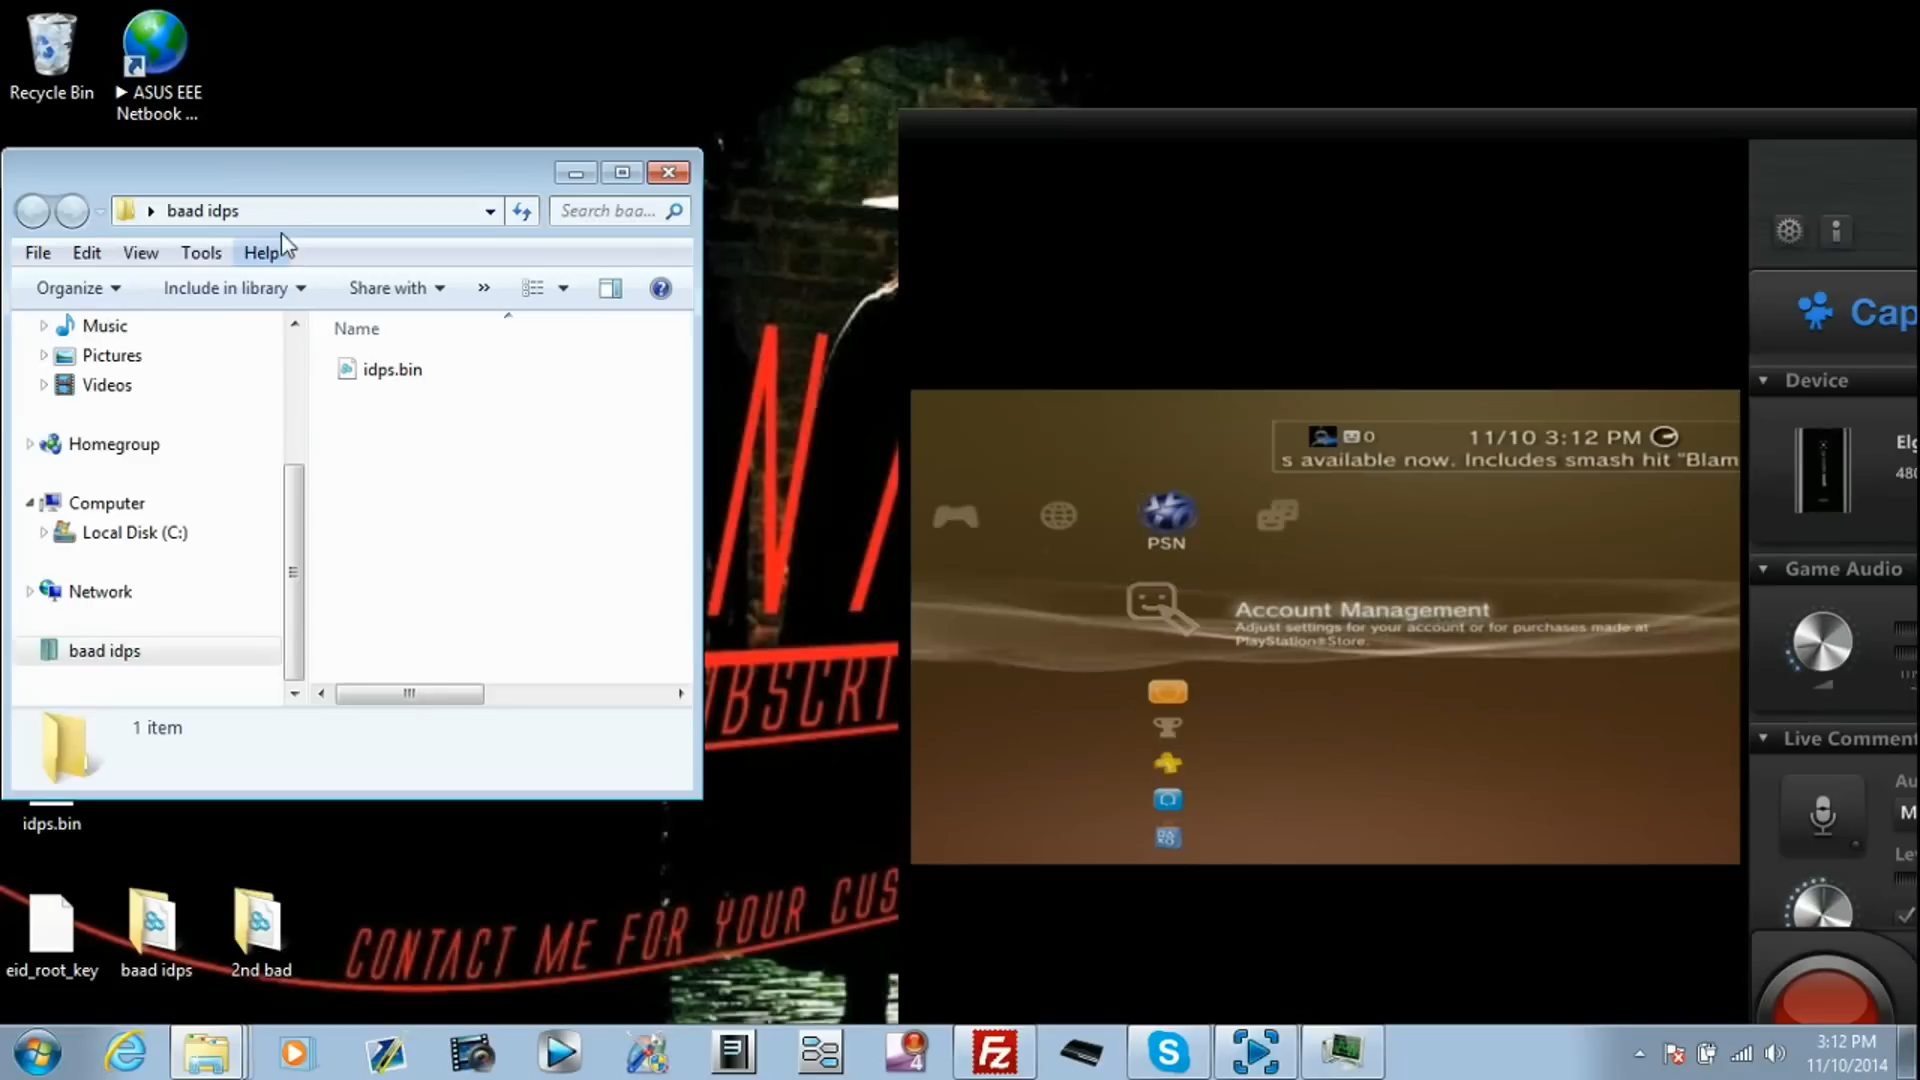 Recycle Bin
ASUS EEE
Netbook ...
baad idps
Search baa...
File Edit View Tools Help
Organize Include in library Share with »
Music
Pictures
Videos
Homegroup
Computer
Local Disk (C:)
Network
baad idps
Name
idps.bin
1 item
idps.bin
eid_root_key
baad idps
2nd bad
CONTACT ME FOR YOUR CUS
11/10 3:12 PM
s available now. Includes smash hit "Blam
PSN
Account Management
Adjust settings for your account or for purchases made at
PlayStation®Store.
Cap
Device
Elg
480
Game Audio
Live Comment
Au
M
Le
3:12 PM
11/10/2014